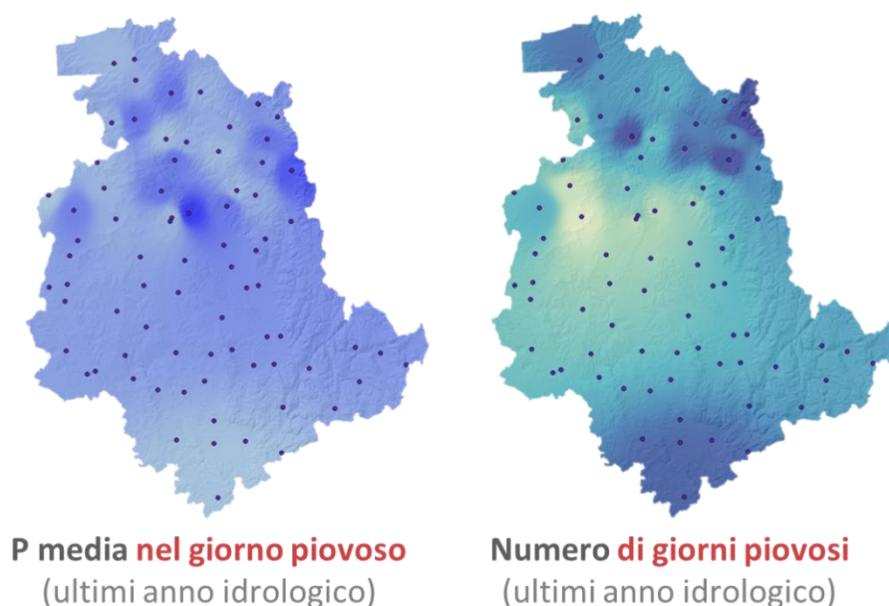 P media nel giorno piovoso
(ultimi anno idrologico)
Numero di giorni piovosi
(ultimi anno idrologico)